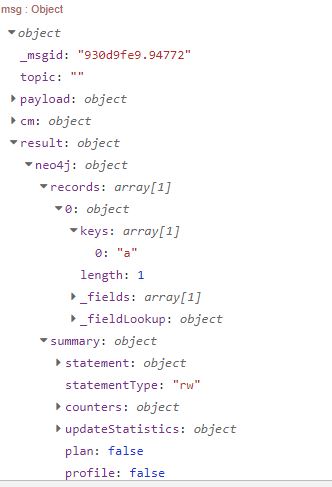 msg : Object
object
_msgid: "930d9fe9.94772"
topic: ""
payload: object
cm: object
result: object
neo4j: object
records: array[1]
0: object
keys: array[1]
0: "a"
length: 1
_fields: array[1]
_fieldLookup: object
summary: object
statement: object
statementType: "rw"
counters: object
updateStatistics: object
plan: false
profile: false